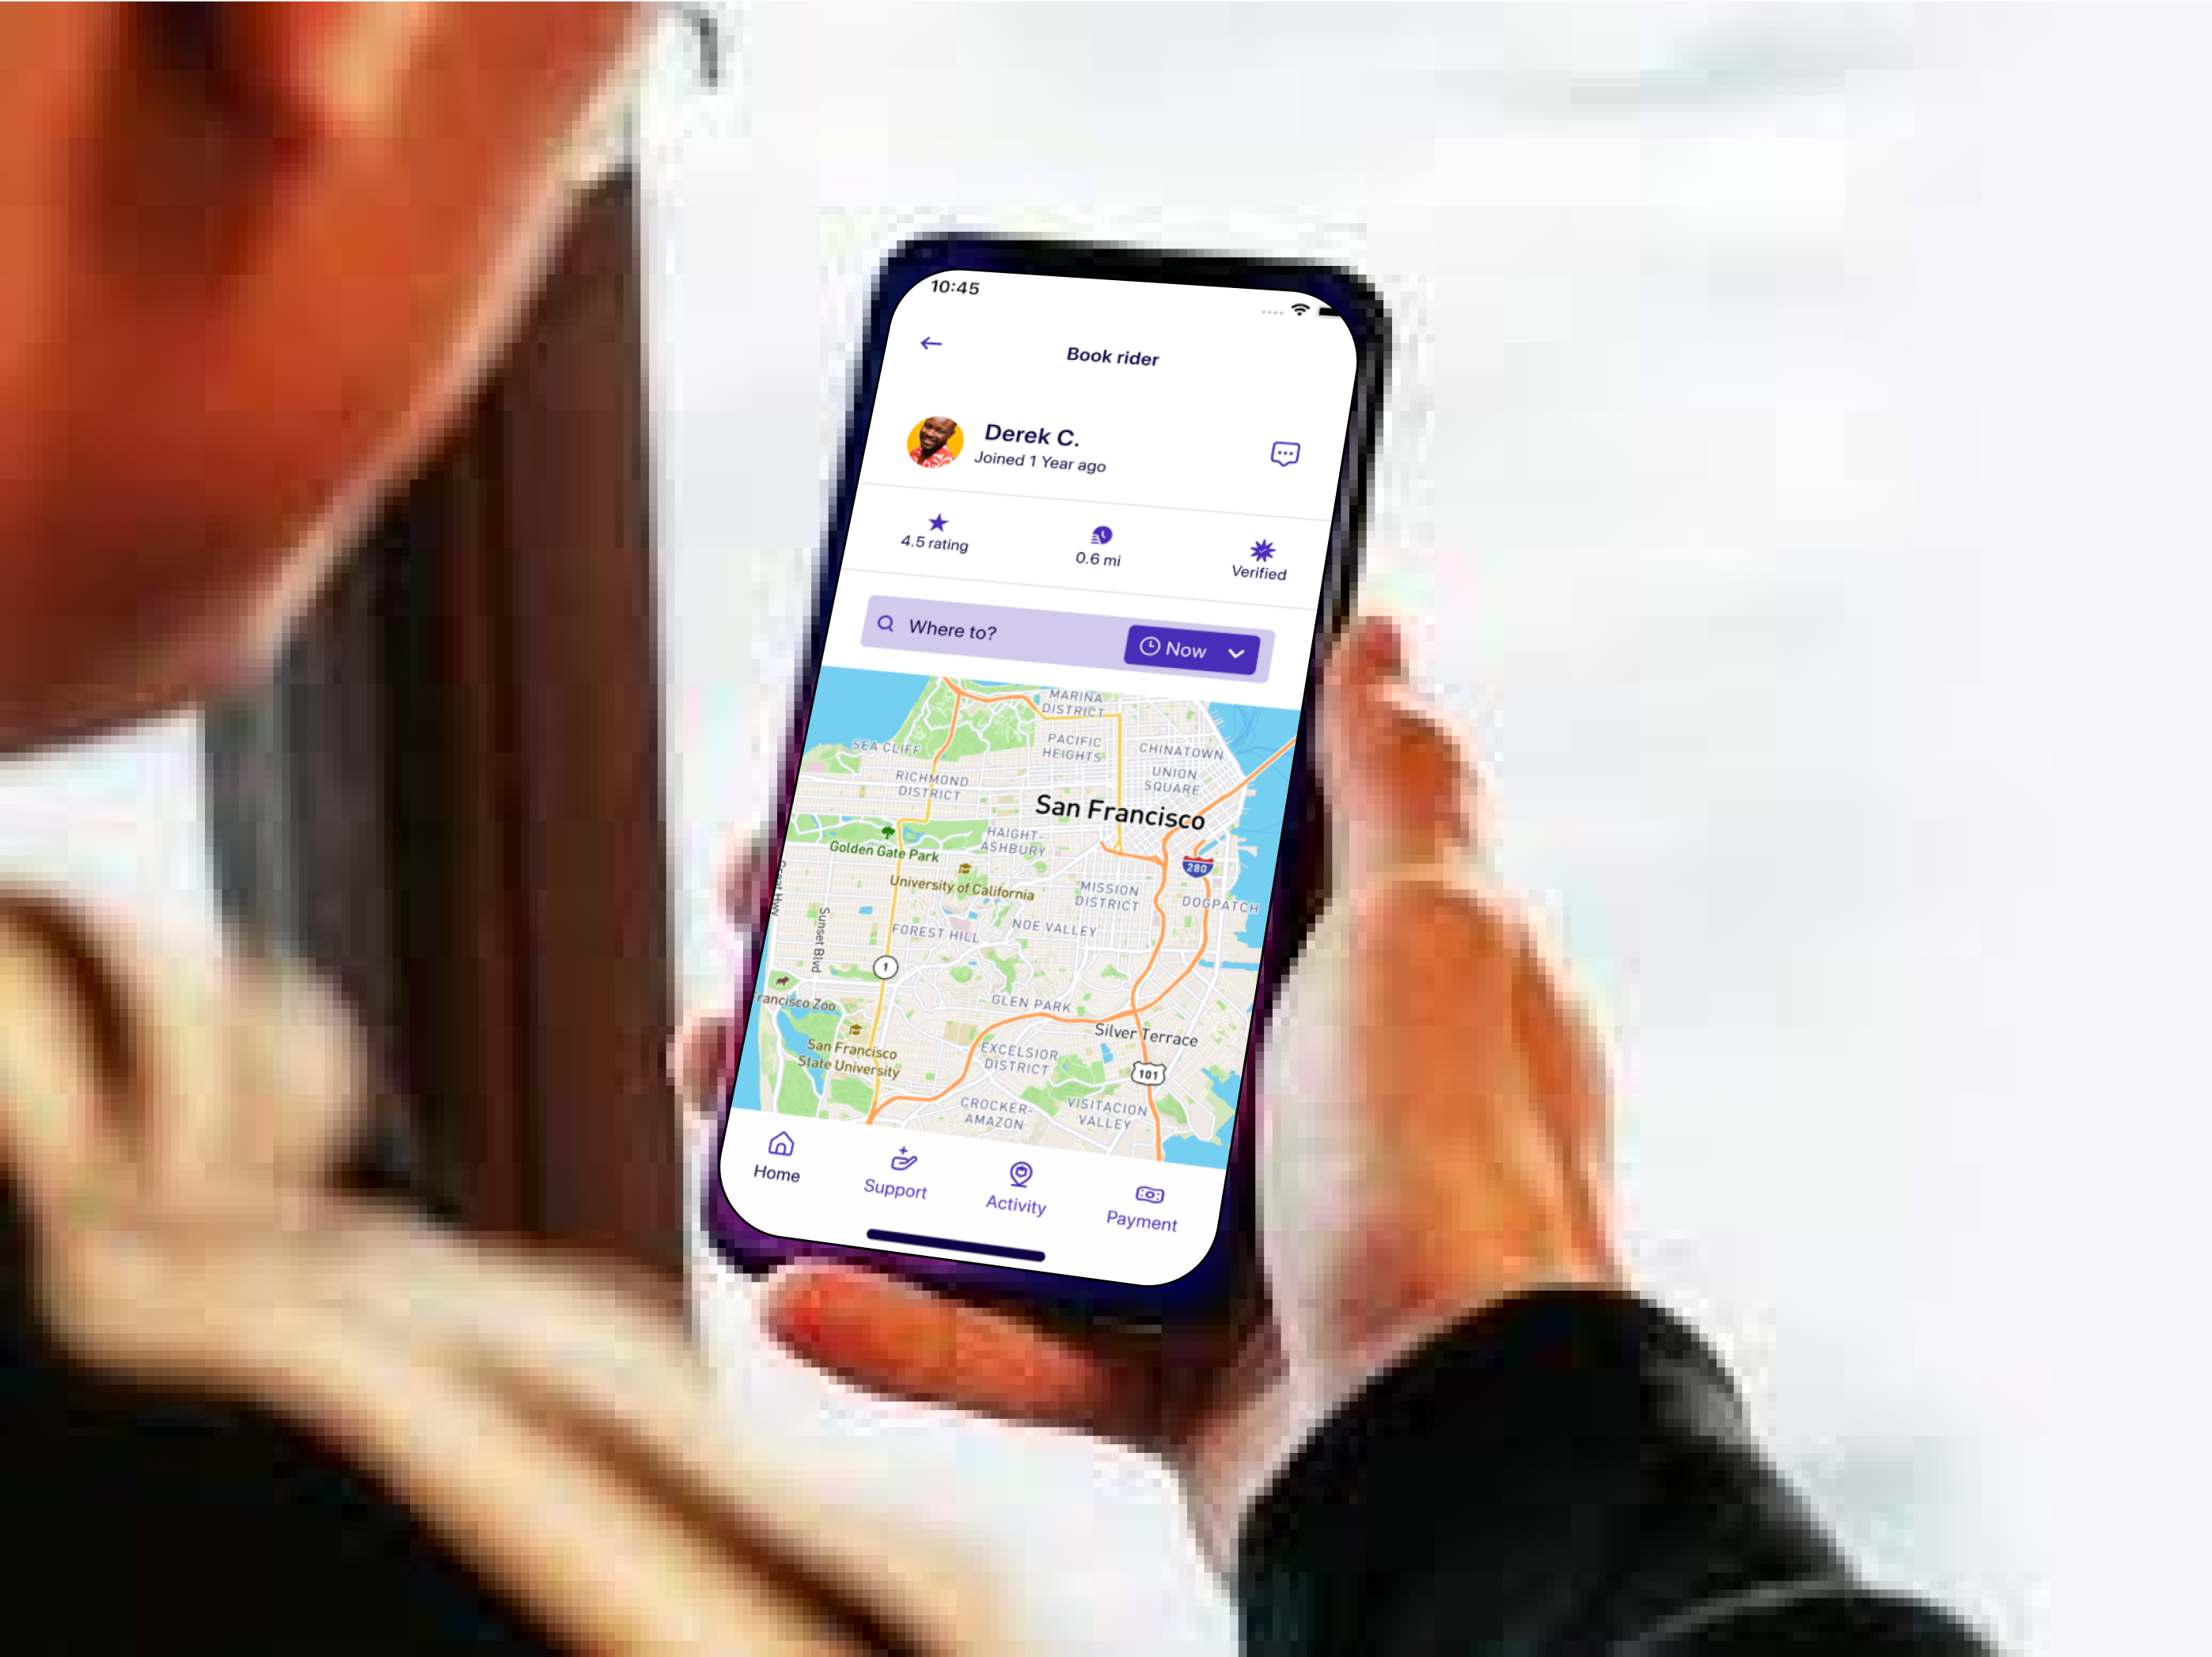 10:45
Book rider
Derek C.
Joined 1 Year ago
4.5 rating
0.6 mi
Verified
Where to?
Now
MARINA
DISTRICT
SEA CLIFF
PACIFIC
HEIGHTS
CHINATOWN
UNION
SQUARE
RICHMOND
DISTRICT
San Francisco
HAIGHT-
ASHBURY
Golden Gate Park
280
University of California
MISSION
DISTRICT
DOGPATCH
Sunset Blvd
FOREST HILL
NOE VALLEY
1
GLEN PARK
Zoo
Silver Terrace
San Francisco
State University
EXCELSIOR
DISTRICT
101
CROCKER-
AMAZON
VISITACION
VALLEY
Home
Support
Activity
Payment